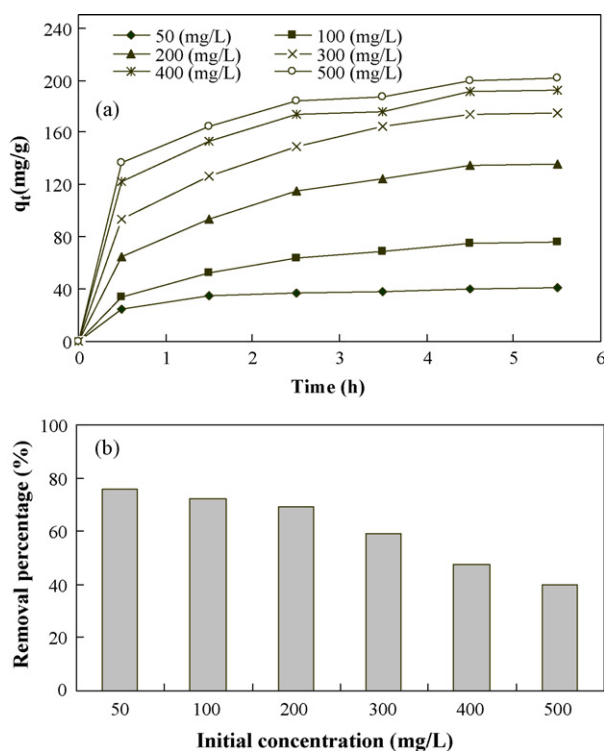 240
50 (mg/L) 100 (mg/L)
200 (mg/L) 300 (mg/L)
400 (mg/L) 500 (mg/L)
200
(a)
160
120
80
40
0
qt(mg/g)
0 1 2 3 4 5 6
Time (h)
100
(b)
80
60
40
20
0
Removal percentage (%)
50 100 200 300 400 500
Initial concentration (mg/L)